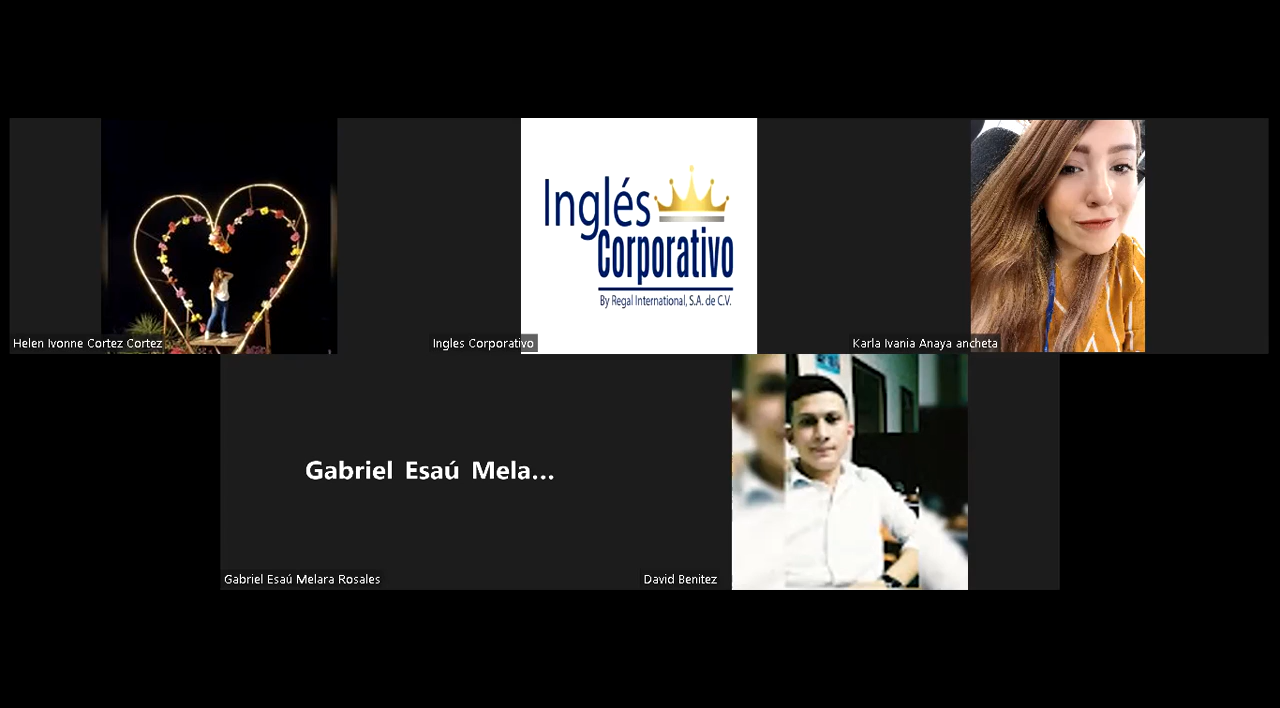 Inglés
Corporativo
By Regal International, S.A. de C.V.
Helen Ivonne Cortez Cortez
Ingles Corporativo
Karla Ivania Anaya ancheta
Gabriel Esaú Mela...
Gabriel Esaú Melara Rosales
David Benitez